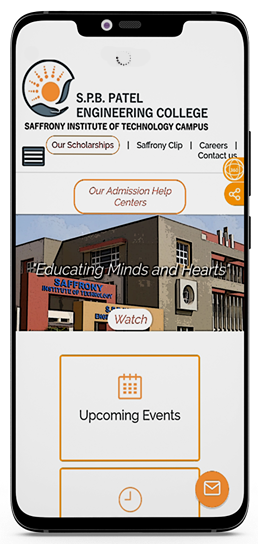 S.P.B. PATEL
ENGINEERING COLLEGE
SAFFRONY INSTITUTE OF TECHNOLOGY CAMPUS
Our Scholarships | Saffrony Clip | Careers |
Contact us
Our Admission Help
Centers
"Educating Minds and Hearts"
SAFFRONY
INSTITUTE OF TECHNOLOGY
S.P.B.
Watch
Upcoming Events